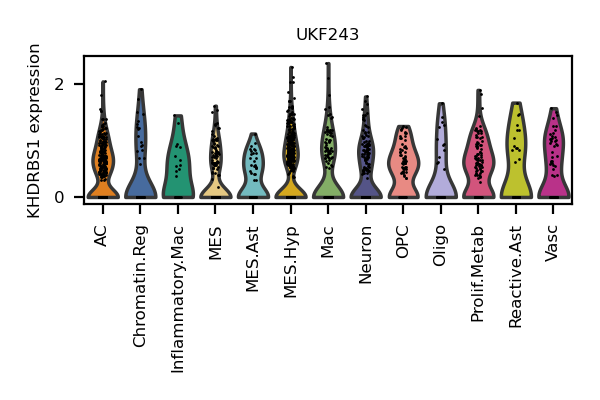 UKF243
KHDRBS1 expression
2
0
AC
Chromatin.Reg
Inflammatory.Mac
MES
MES.Ast
MES.Hyp
Mac
Neuron
OPC
Oligo
Prolif.Metab
Reactive.Ast
Vasc